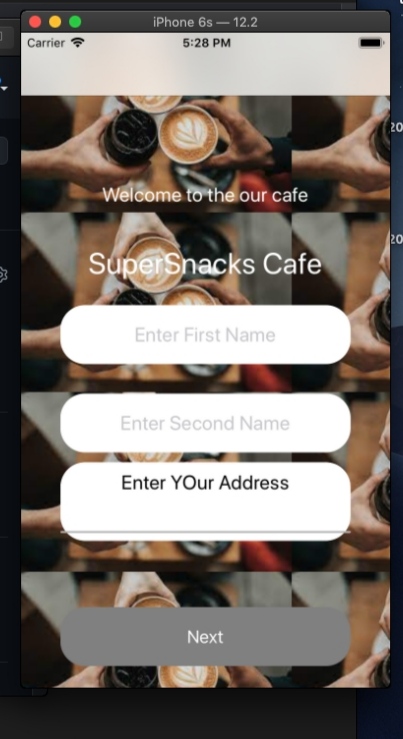 iPhone 6s — 12.2
Carrier 5:28 PM
Welcome to the our cafe
SuperSnacks Cafe
Enter First Name
Enter Second Name
Enter YOur Address
Next
20
20